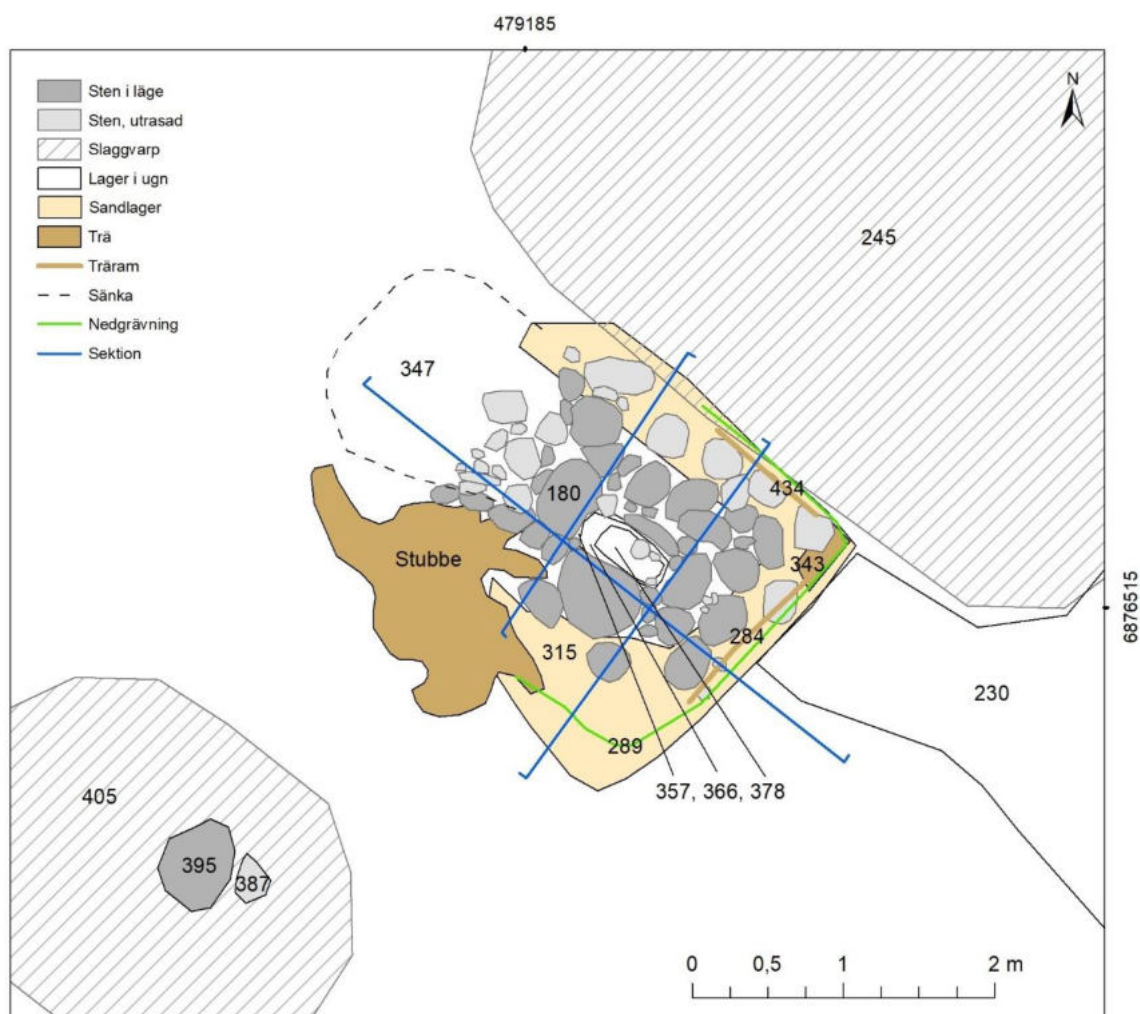 479185
N
Sten i läge
Sten, utrasad
Slaggvarp
Lager i ugn
Sandlager
Trä
Träram
Sänka
Nedgrävning
Sektion
245
347
180
434
Stubbe
343
6876515
284
315
230
289
357, 366, 378
405
395
387
0 0,5 1 2 m